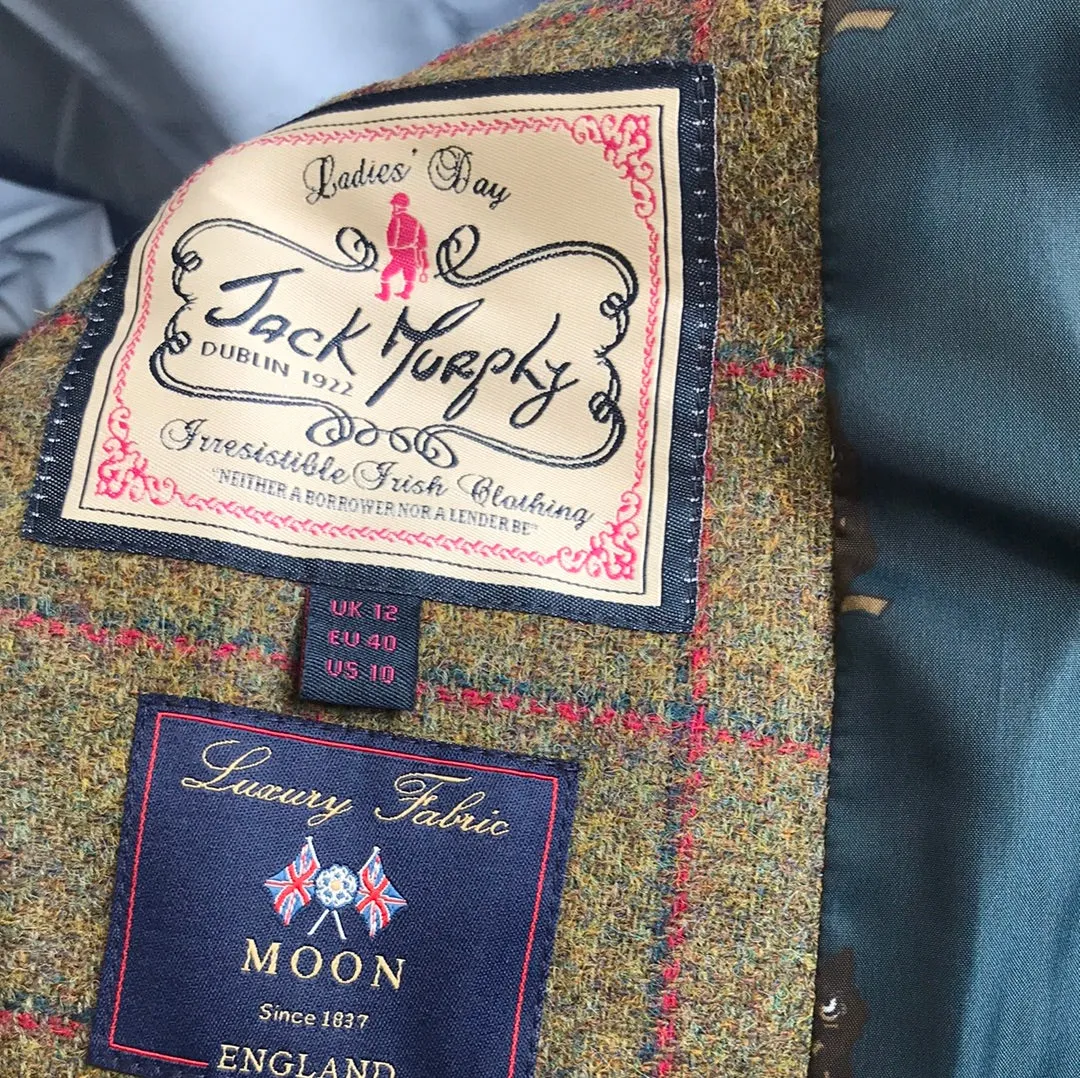 Ladies' Day
Jack Murphy
DUBLIN 1922
Irresistible Irish Clothing
"NEITHER A BORROWER NOR A LENDER BE"
UK 12
EU 40
US 10
Luxury Fabric
MOON
Since 1837
ENGLAND